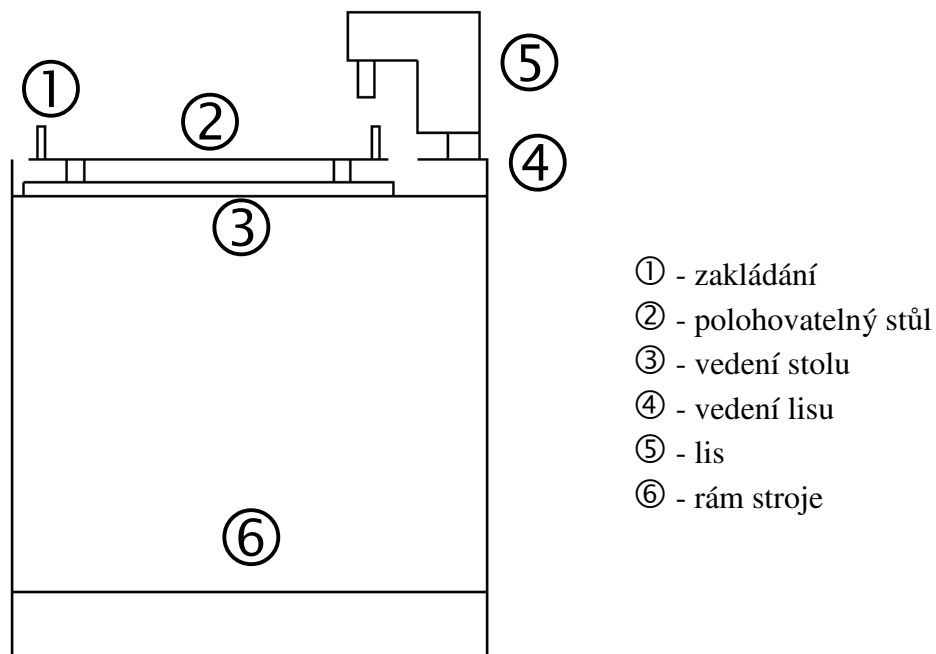 ①
②
③
④
⑤
⑥
① - zakládání
② - polohovatelný stůl
③ - vedení stolu
④ - vedení lisu
⑤ - lis
⑥ - rám stroje